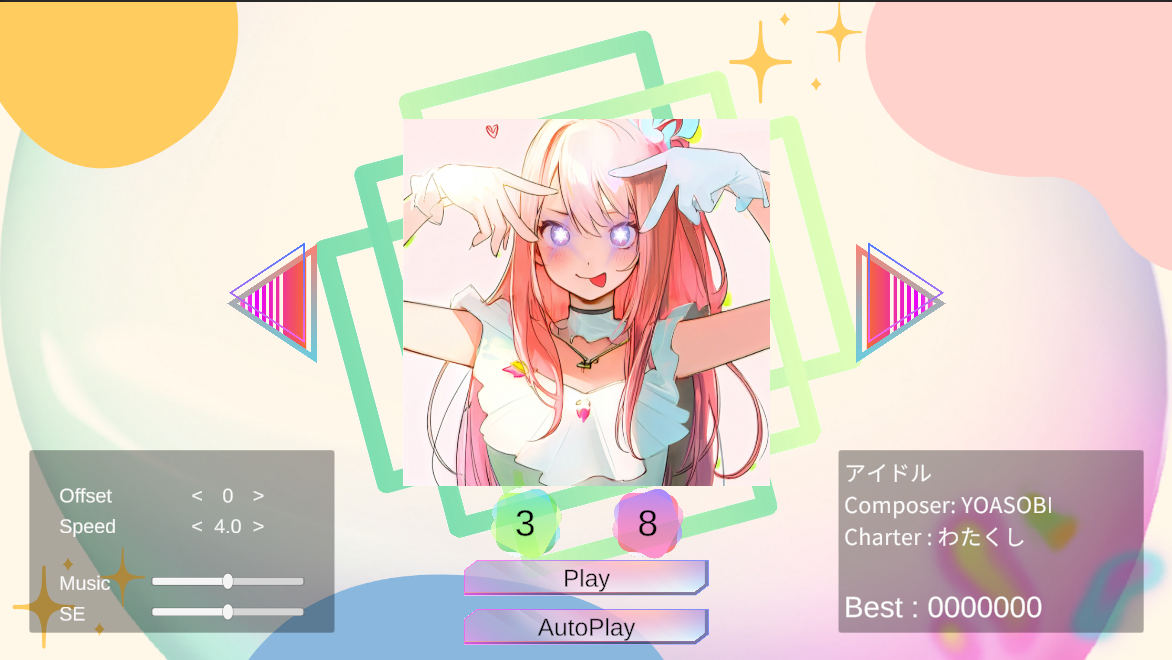 Offset < 0 >
Speed < 4.0 >
Music
SE
3 8
Play
AutoPlay
アイドル
Composer: YOASOBI
Charter : わたくし
Best : 0000000